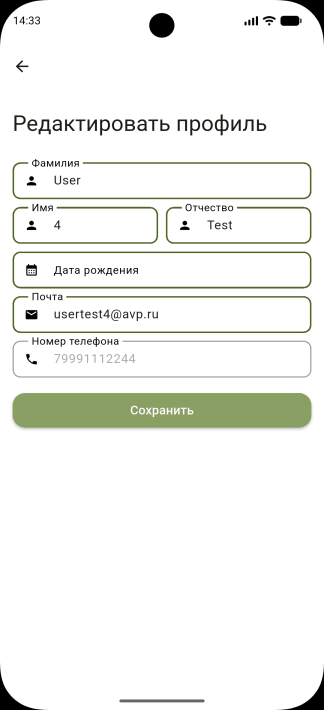 14:33
Редактировать профиль
Фамилия
User
Имя
Отчество
4
Test
Дата рождения
Почта
usertest4@avp.ru
Номер телефона
79991112244
Сохранить